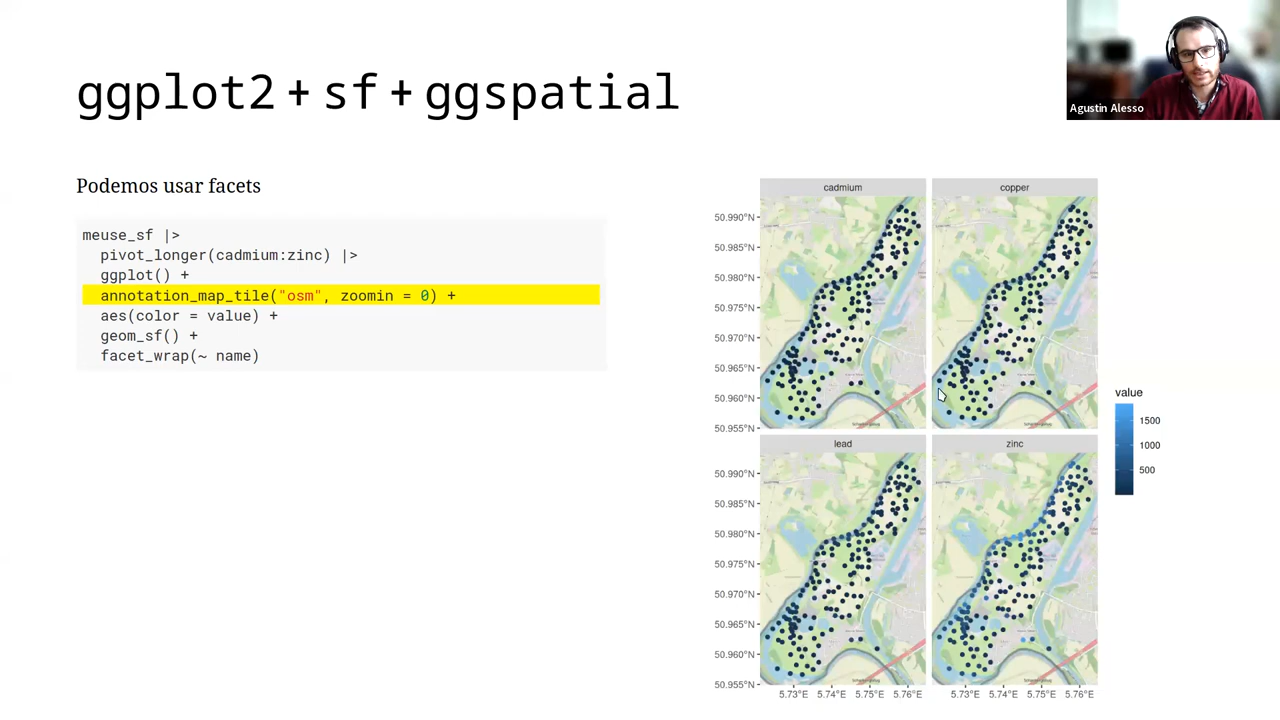 ggplot2 + sf + ggspatial
Agustin Alesso
Podemos usar facets
meuse_sf |>
pivot_longer(cadmium:zinc) |>
ggplot() +
annotation_map_tile("osm", zoomin = 0) +
aes(color = value) +
geom_sf() +
facet_wrap(~ name)
cadmium
copper
50.990°N
50.985°N
50.980°N
50.975°N
50.970°N
50.965°N
50.960°N
50.955°N
lead
zinc
50.990°N
50.985°N
50.980°N
50.975°N
50.970°N
50.965°N
50.960°N
50.955°N
5.73°E 5.74°E 5.75°E 5.76°E
5.73°E 5.74°E 5.75°E 5.76°E
value
1500
1000
500